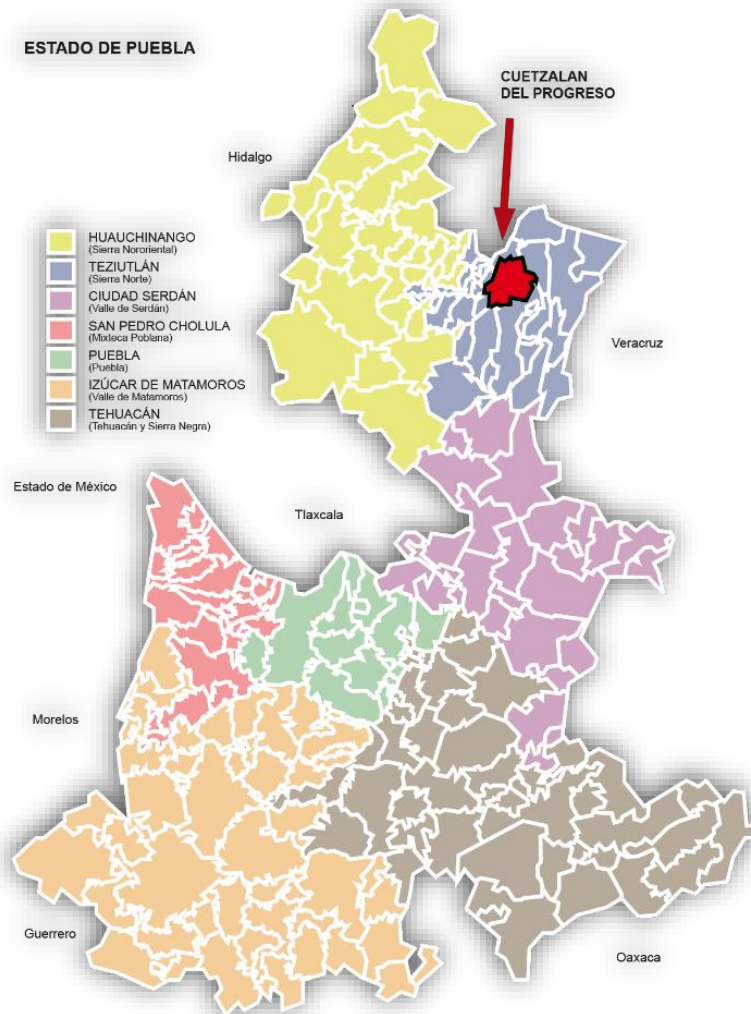 ESTADO DE PUEBLA
CUETZALAN
DEL PROGRESO
Hidalgo
HUAUCHINANGO
(Sierra Nororiental)
TEZIUTLÁN
(Sierra Norte)
CIUDAD SERDÁN
(Valle de Serdán)
SAN PEDRO CHOLULA
(Mixteca Poblana)
PUEBLA
(Puebla)
IZÚCAR DE MATAMOROS
(Valle de Matamoros)
TEHUACÁN
(Tehuacán y Sierra Negra)
Veracruz
Estado de México
Tlaxcala
Morelos
Guerrero
Oaxaca